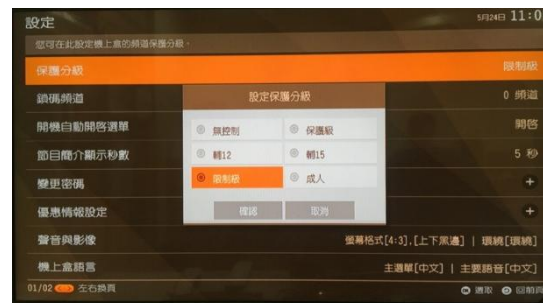 設定
5月24日 11:0
您可在此設定機上盒的頻道保護分級。
保護分級 限制級
鎖碼頻道 0 頻道
開機自動開啓選單 開啓
節目簡介顯示秒數 5 秒
變更密碼 +
優惠情報設定 +
聲音與影像 螢幕格式[4:3].[上下黑邊] | 環繞[環繞]
機上盒語言 主選單[中文] | 主要語音[中文]
設定保護分級
無控制 保護級
輔12 輔15
限制級 成人
確認 取消
01/02 左右換頁
選取 回前頁